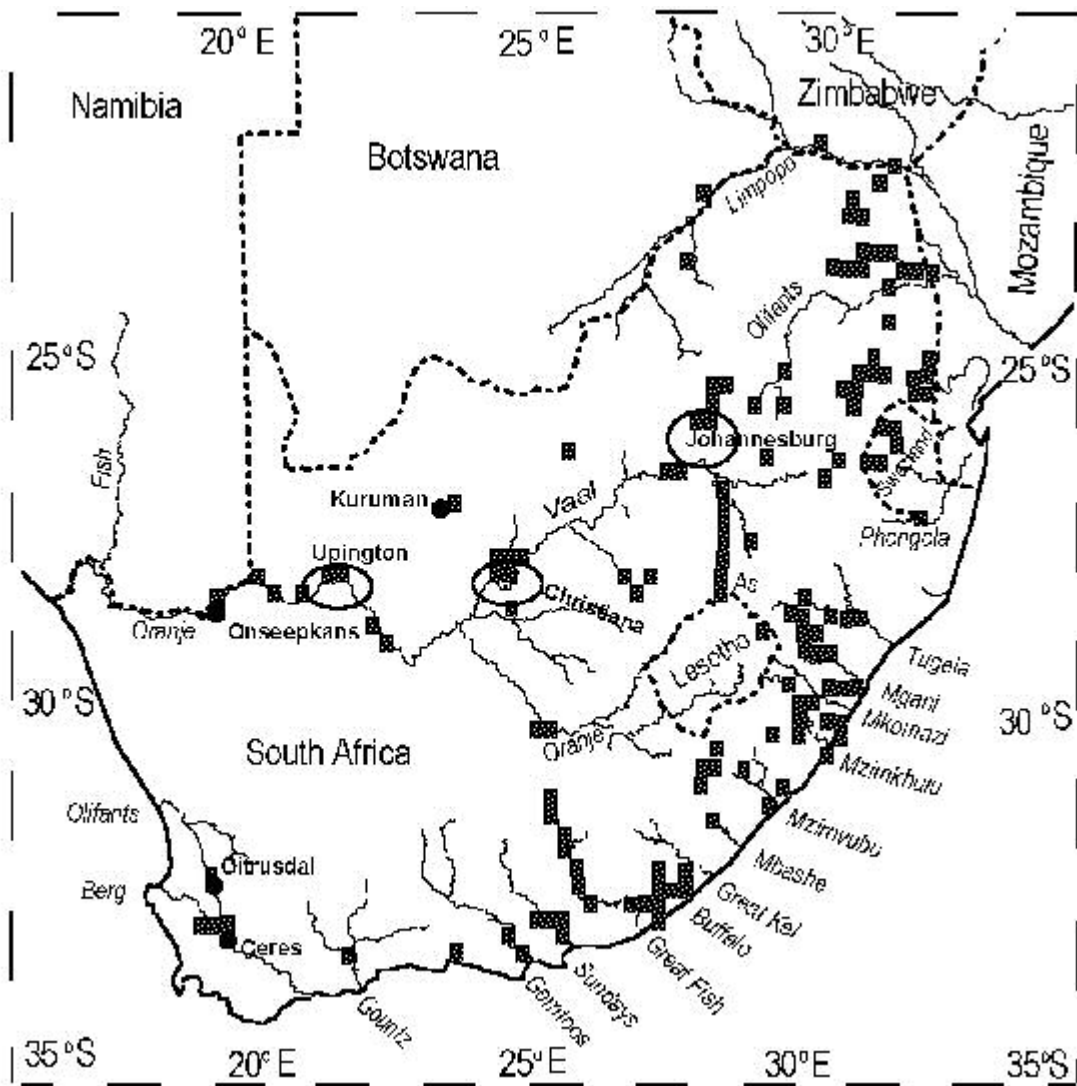 20° E 25° E 30° E
Namibia
Zimbabwe
Botswana
Mozambique
Limpopo
Olifants
25°S
25°S
Fish
Johannesburg
Swaziland
Kuruman
Vaal
Phongola
Upington
As
Christiana
Oranje
Onseepkans
Lesotho
Tugela
30°S
Mgani
Mkomazi
30°S
Oranje
South Africa
Mzimkhulu
Olifants
Mzimvubu
Citrusdal
Mbashe
Berg
Great Kei
Buffalo
Ceres
Great Fish
Sundays
Gamtoos
Gouritz
35°S
20° E 25° E 30° E 35°S